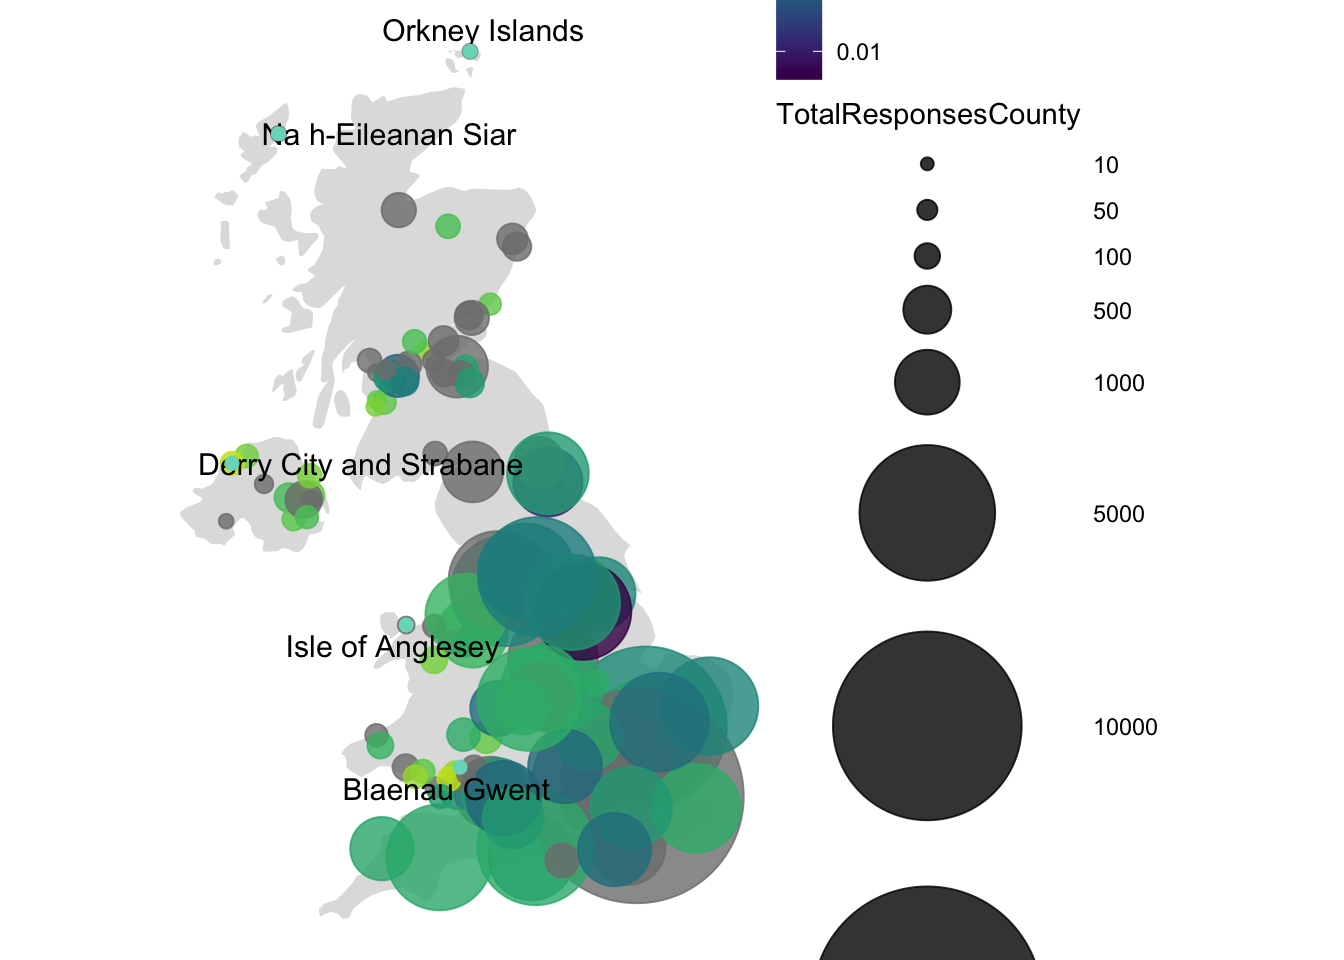 Orkney Islands
Na h-Eileanan Siar
Derry City and Strabane
Isle of Anglesey
Blaenau Gwent
0.01
TotalResponsesCounty
10
50
100
500
1000
5000
10000